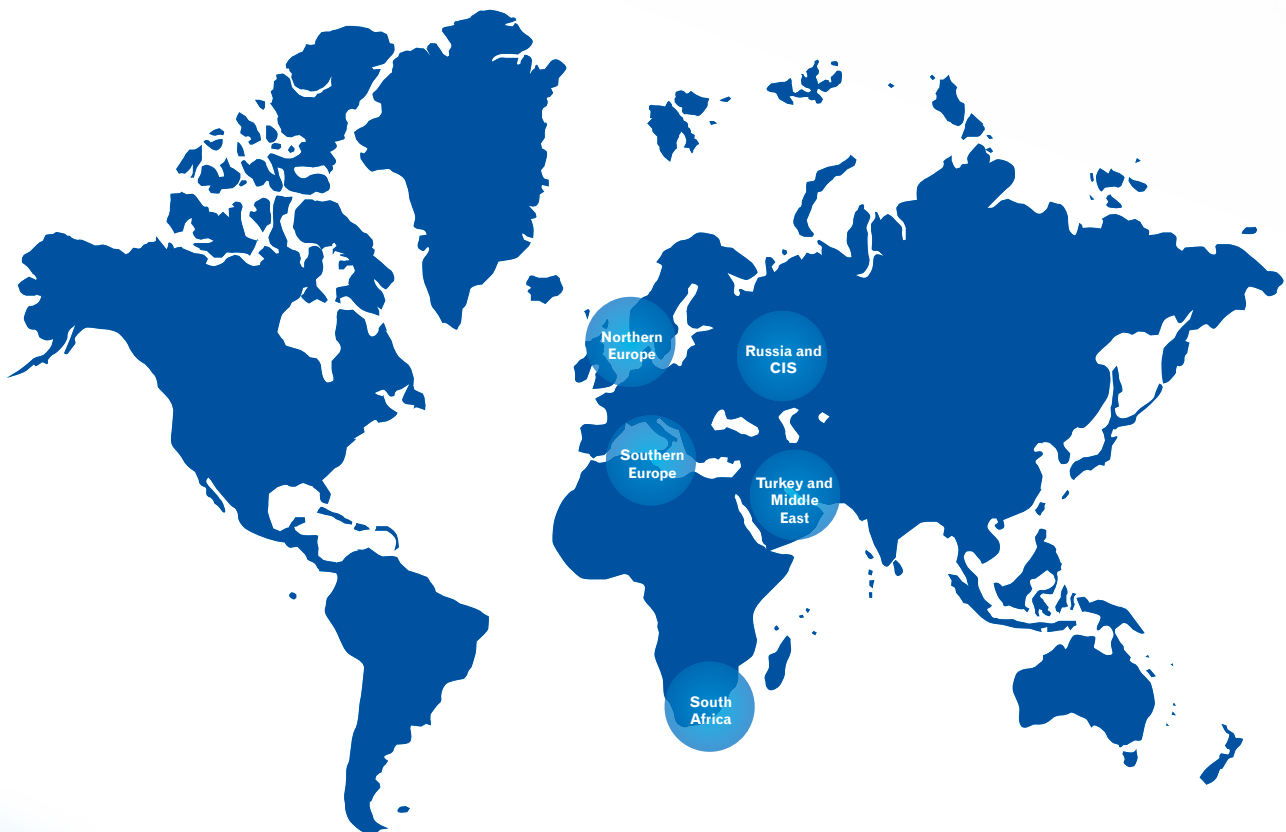 Northern
Europe
Russia and
CIS
Southern
Europe
Turkey and
Middle
East
South
Africa